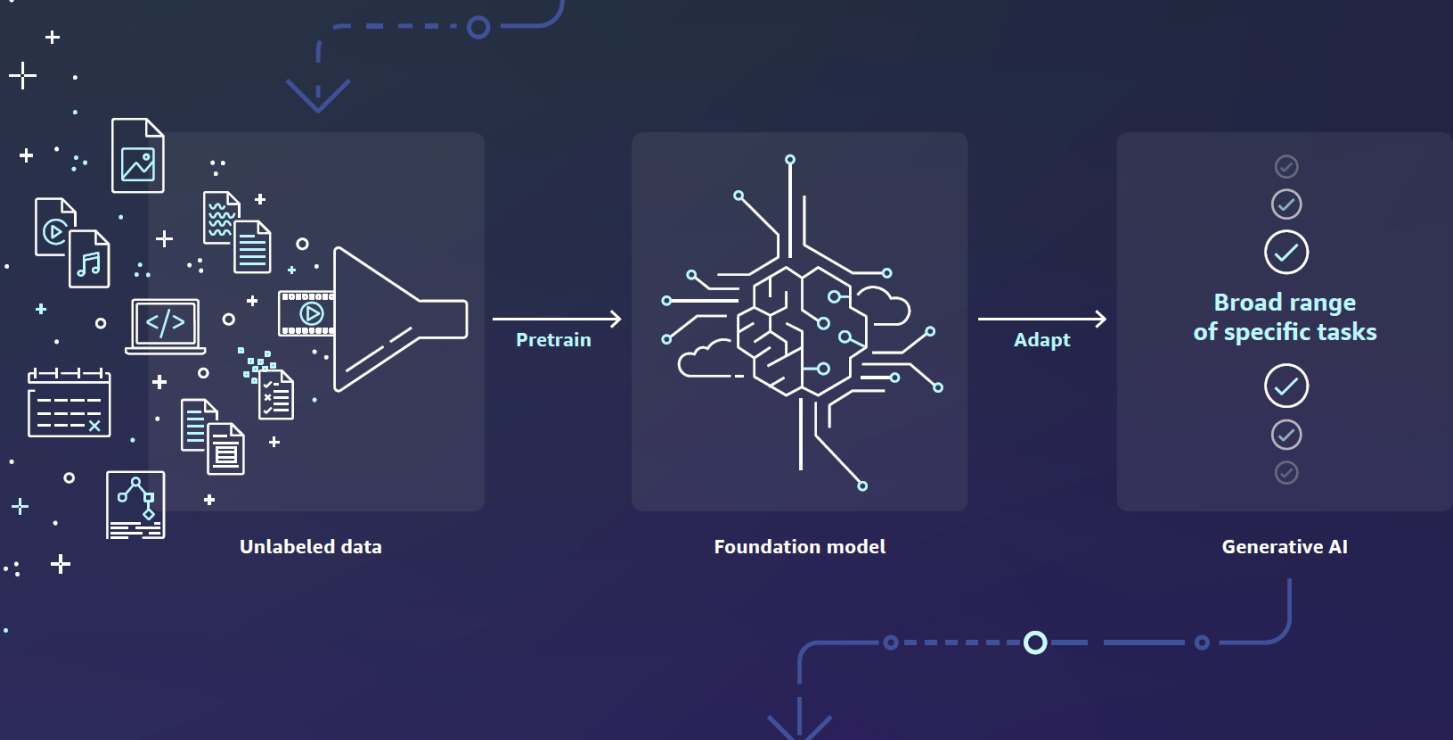 Pretrain
Adapt
Broad range
of specific tasks
Unlabeled data
Foundation model
Generative AI